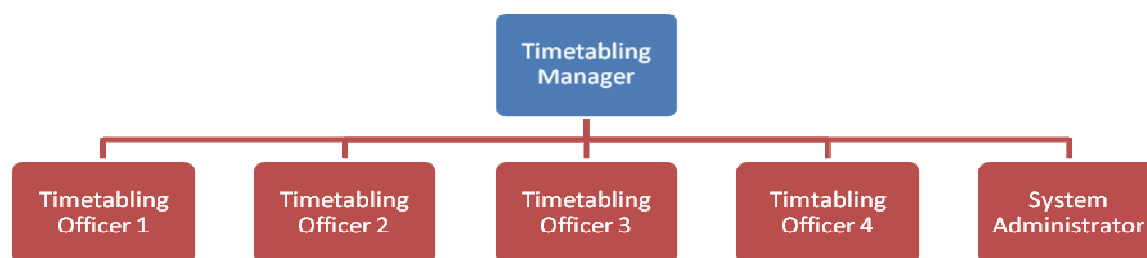 Timetabling
Manager
Timetabling
Officer 1
Timetabling
Officer 2
Timetabling
Officer 3
Timtabling
Officer 4
System
Administrator